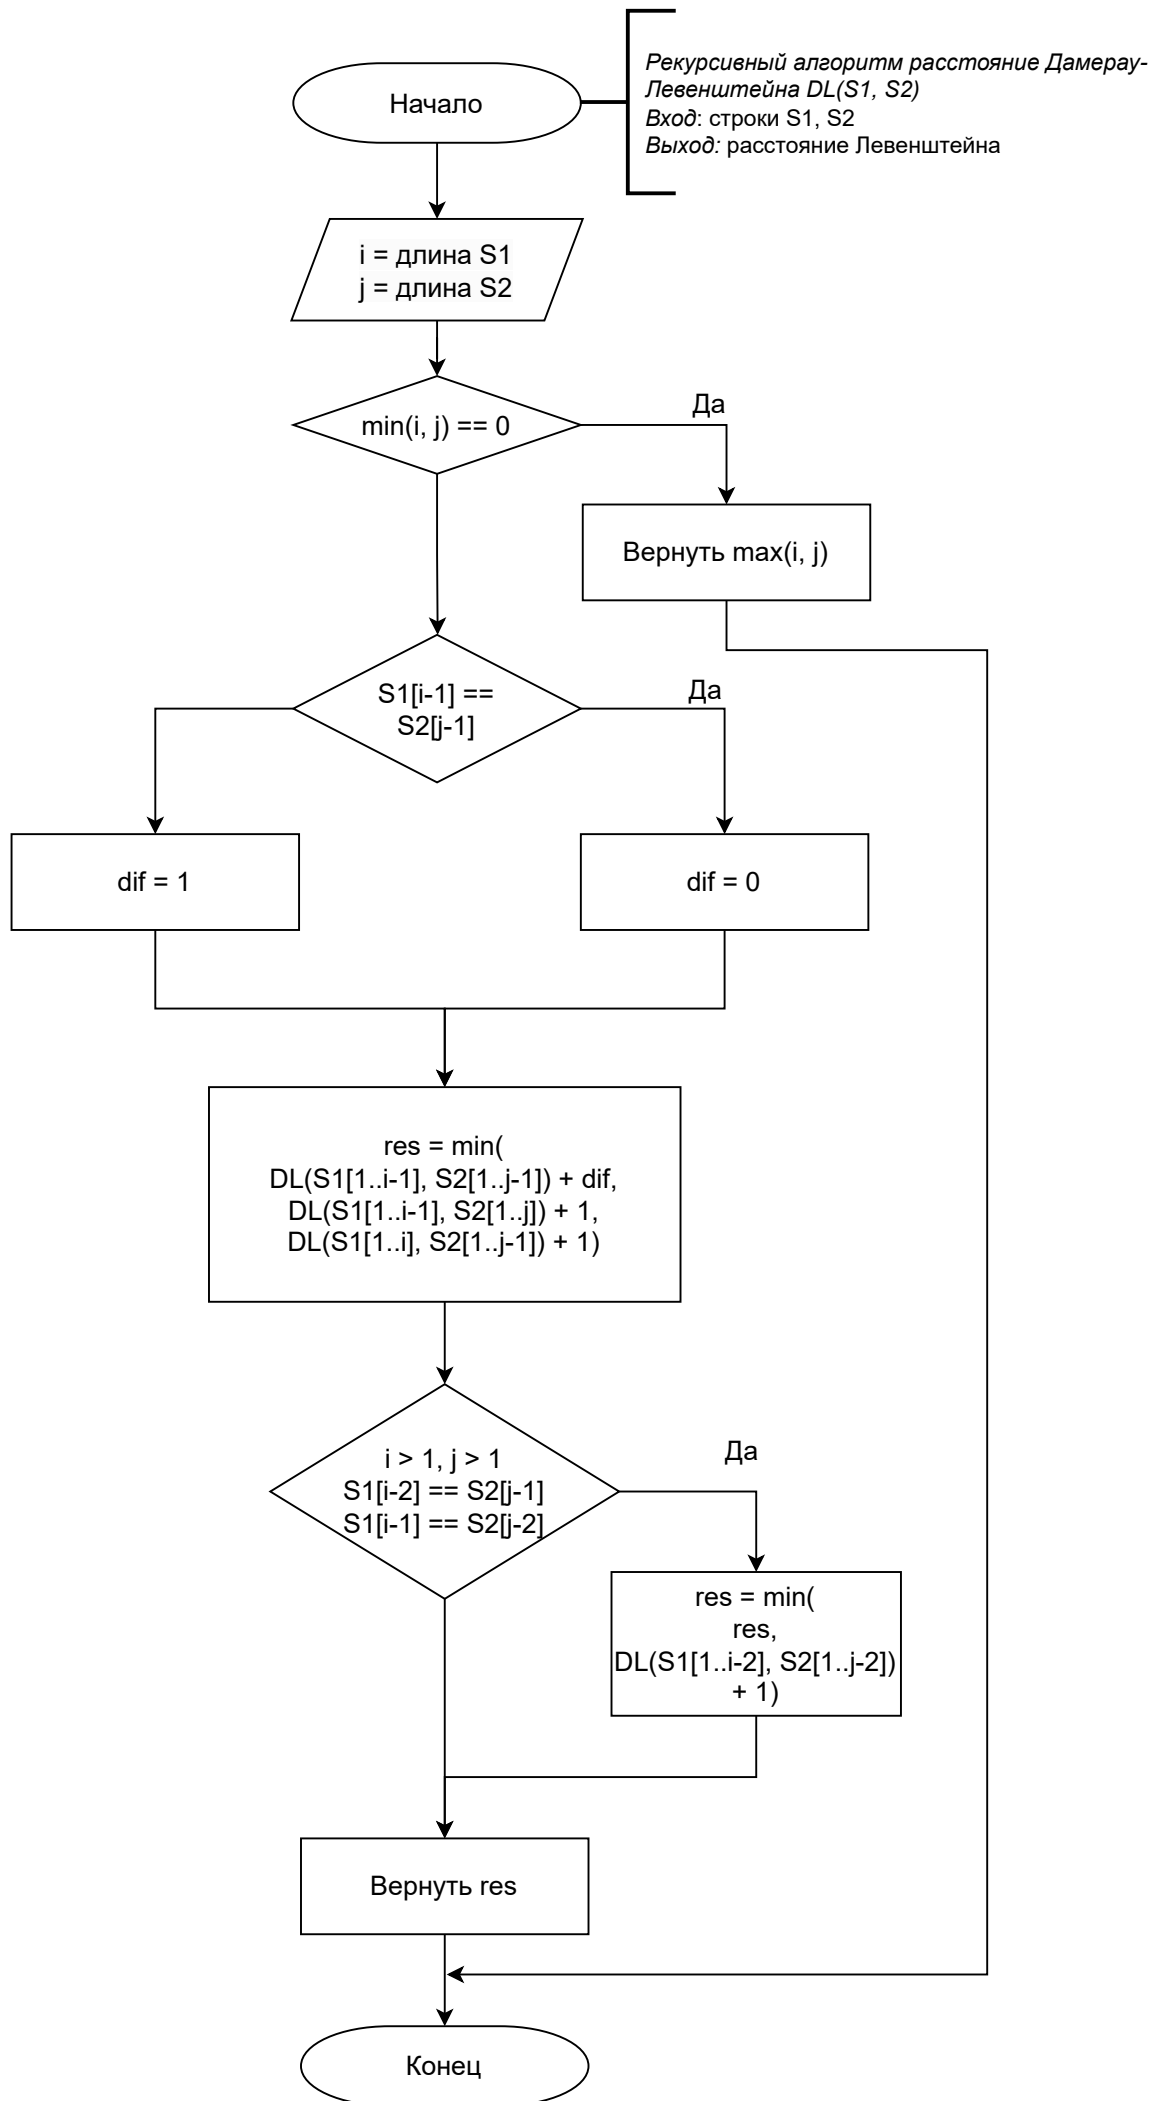 Начало
Рекурсивный алгоритм расстояние Дамерау-
Левенштейна DL(S1, S2)
Вход: строки S1, S2
Выход: расстояние Левенштейна
i = длина S1
j = длина S2
min(i, j) == 0
Да
Вернуть max(i, j)
S1[i-1] ==
S2[j-1]
Да
dif = 1
dif = 0
res = min(
DL(S1[1..i-1], S2[1..j-1]) + dif,
DL(S1[1..i-1], S2[1..j]) + 1,
DL(S1[1..i], S2[1..j-1]) + 1)
i > 1, j > 1
S1[i-2] == S2[j-1]
S1[i-1] == S2[j-2]
Да
res = min(
res,
DL(S1[1..i-2], S2[1..j-2])
+ 1)
Вернуть res
Конец